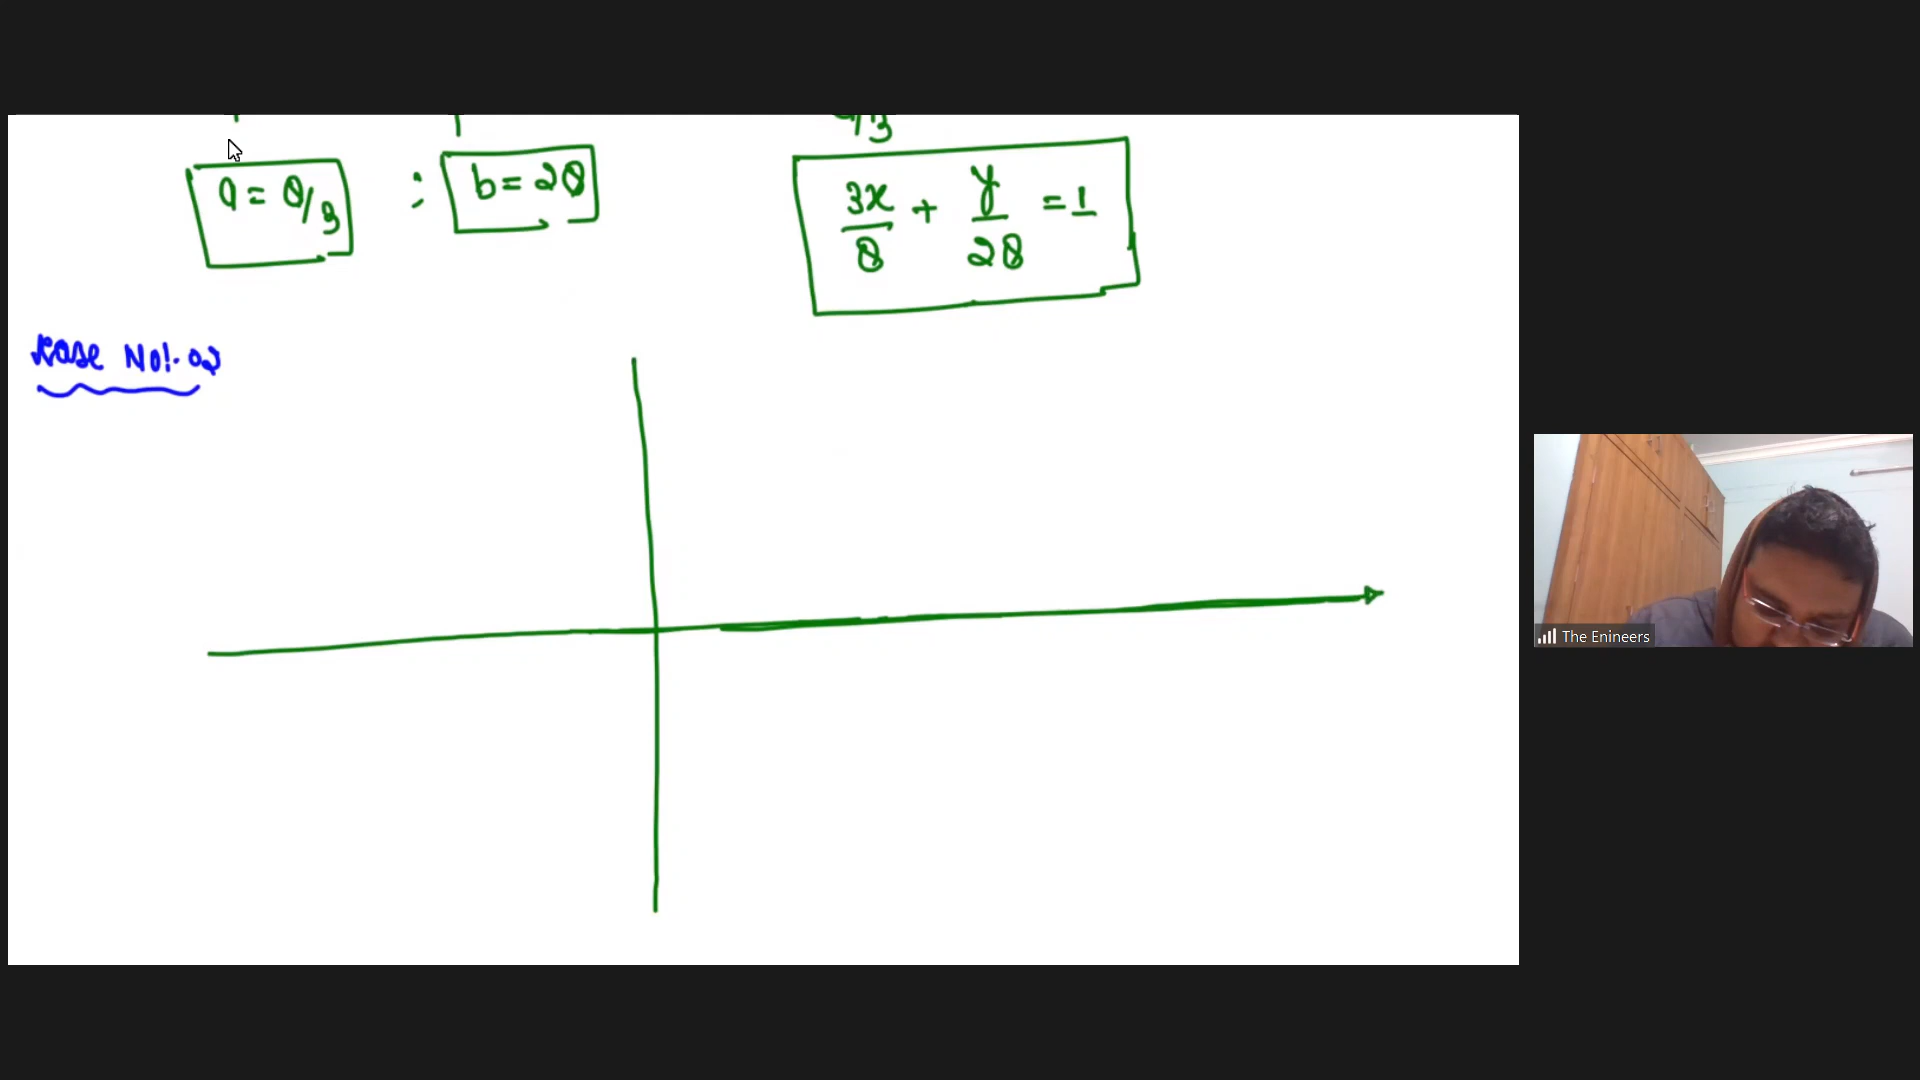 a = 8/3 : b = 28
3x/8 + y/28 = 1
Case No:- 02
The Enineers